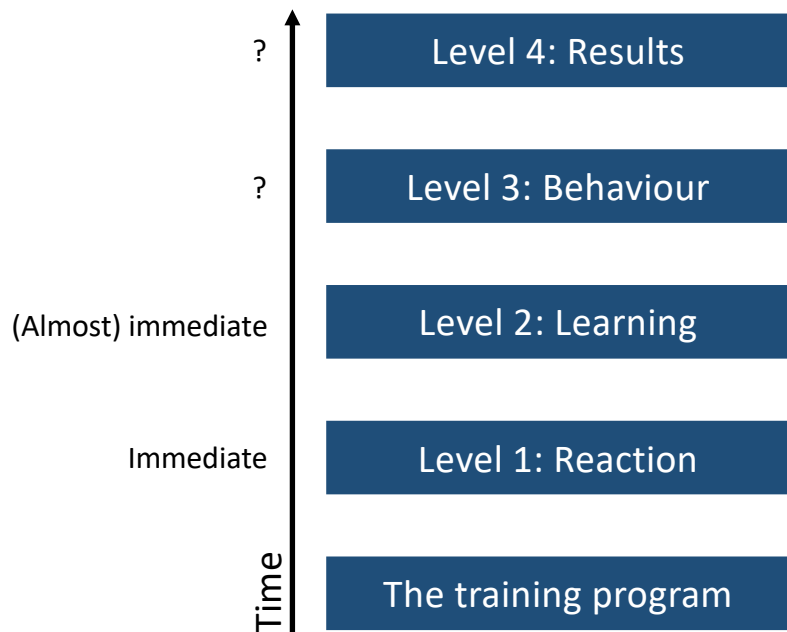 ? Level 4: Results
? Level 3: Behaviour
(Almost) immediate Level 2: Learning
Immediate Level 1: Reaction
Time The training program